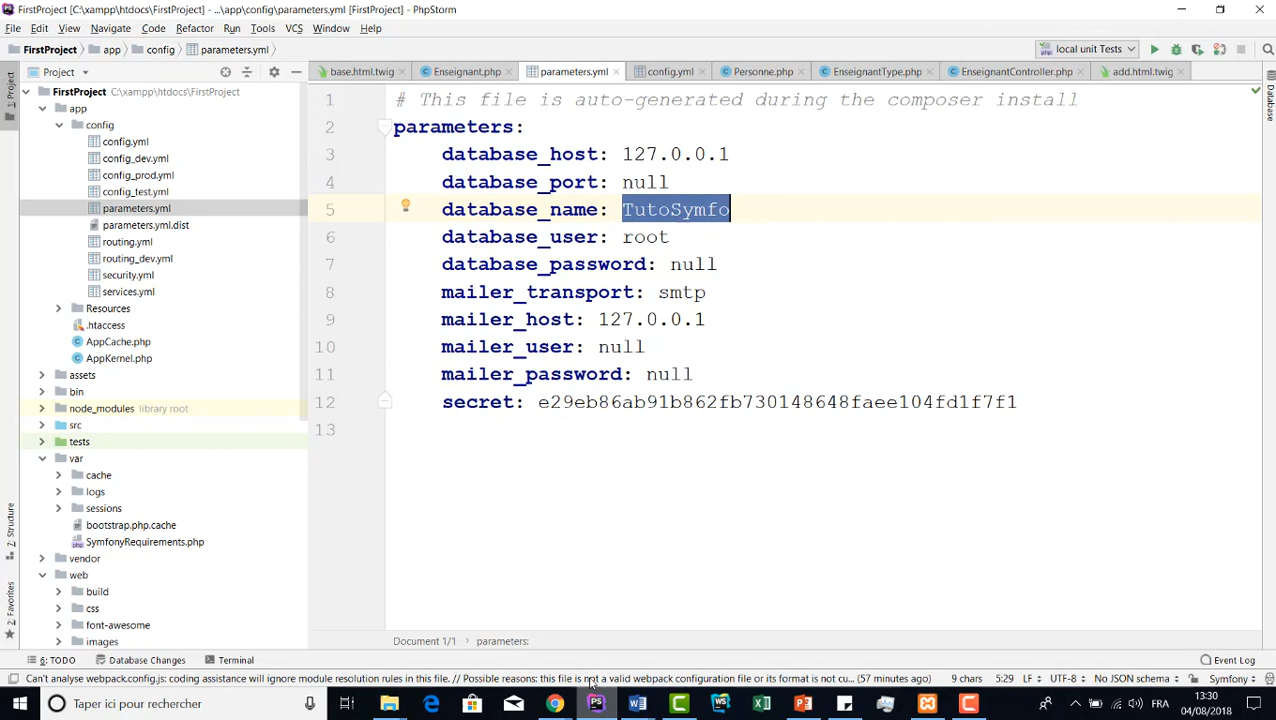 FirstProject [C:\xampp\htdocs\FirstProject] - ...\app\config\parameters.yml [FirstProject] - PhpStorm
File Edit View Navigate Code Refactor Run Tools VCS Window Help
FirstProject app config parameters.yml local unit Tests
Project base.html.twig Enseignant.php parameters.yml config.yml Personne.php EnseignantType.php EnseignantController.php add.html.twig
1: Project
Database
FirstProject C:\xampp\htdocs\FirstProject
app
config
config.yml
config_dev.yml
config_prod.yml
config_test.yml
parameters.yml
parameters.yml.dist
routing.yml
routing_dev.yml
security.yml
services.yml
Resources
.htaccess
AppCache.php
AppKernel.php
assets
bin
node_modules library root
src
tests
var
cache
logs
sessions
bootstrap.php.cache
SymfonyRequirements.php
vendor
web
build
css
font-awesome
images
Z: Structure
2: Favorites
1 # This file is auto-generated during the composer install
2 parameters:
3 database_host: 127.0.0.1
4 database_port: null
5 database_name: TutoSymfo
6 database_user: root
7 database_password: null
8 mailer_transport: smtp
9 mailer_host: 127.0.0.1
10 mailer_user: null
11 mailer_password: null
12 secret: e29eb86ab91b862fb730148648faee104fd1f7f1
13
Document 1/1 parameters:
6: TODO Database Changes Terminal Event Log
Can't analyse webpack.config.js: coding assistance will ignore module resolution rules in this file. // Possible reasons: this file is not a valid webpack configuration file or its format is not cu... (57 minutes ago) 9 chars 5:29 LF UTF-8 No JSON schema Symfony
Taper ici pour rechercher FRA 13:30
04/08/2018